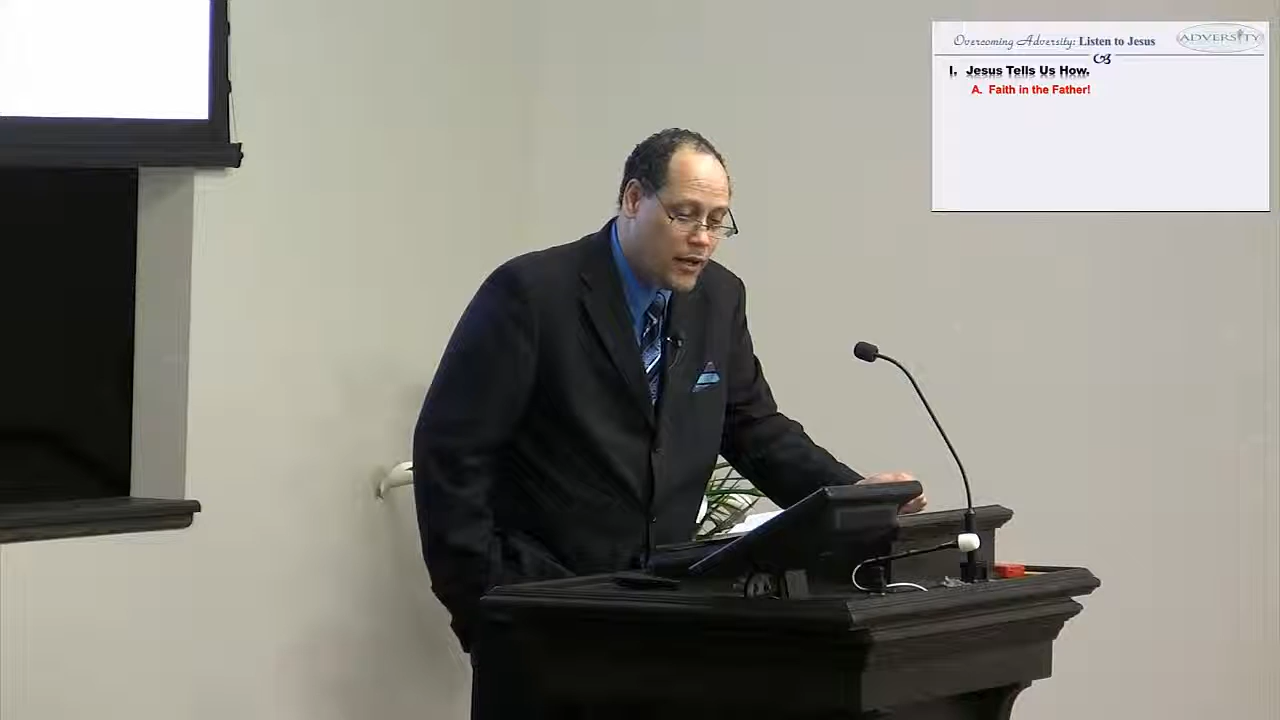 Overcoming Adversity: Listen to Jesus
ADVERSITY
I. Jesus Tells Us How.
A. Faith in the Father!